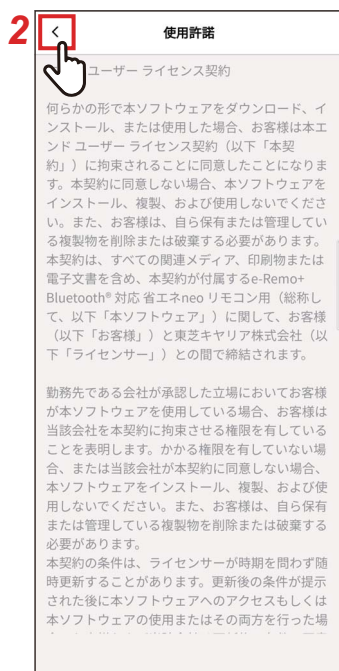 2
使用許諾
ユーザー ライセンス契約
何らかの形で本ソフトウェアをダウンロード、イ
ンストール、または使用した場合、お客様は本エ
ンド ユーザー ライセンス契約（以下「本契
約」）に拘束されることに同意したことになりま
す。本契約に同意しない場合、本ソフトウェアを
インストール、複製、および使用しないでくださ
い。また、お客様は、自ら保有または管理してい
る複製物を削除または破棄する必要があります。
本契約は、すべての関連メディア、印刷物または
電子文書を含め、本契約が付属するe-Remo+
Bluetooth® 対応 省エネneo リモコン用（総称し
て、以下「本ソフトウェア」）に関して、お客様
（以下「お客様」）と東芝キヤリア株式会社（以
下「ライセンサー」）との間で締結されます。
勤務先である会社が承認した立場においてお客様
が本ソフトウェアを使用している場合、お客様は
当該会社を本契約に拘束させる権限を有している
ことを表明します。かかる権限を有していない場
合、または当該会社が本契約に同意しない場合、
本ソフトウェアをインストール、複製、および使
用しないでください。また、お客様は、自ら保有
または管理している複製物を削除または破棄する
必要があります。
本契約の条件は、ライセンサーが時期を問わず随
時更新することがあります。更新後の条件が提示
された後に本ソフトウェアへのアクセスもしくは
本ソフトウェアの使用またはその両方を行った場